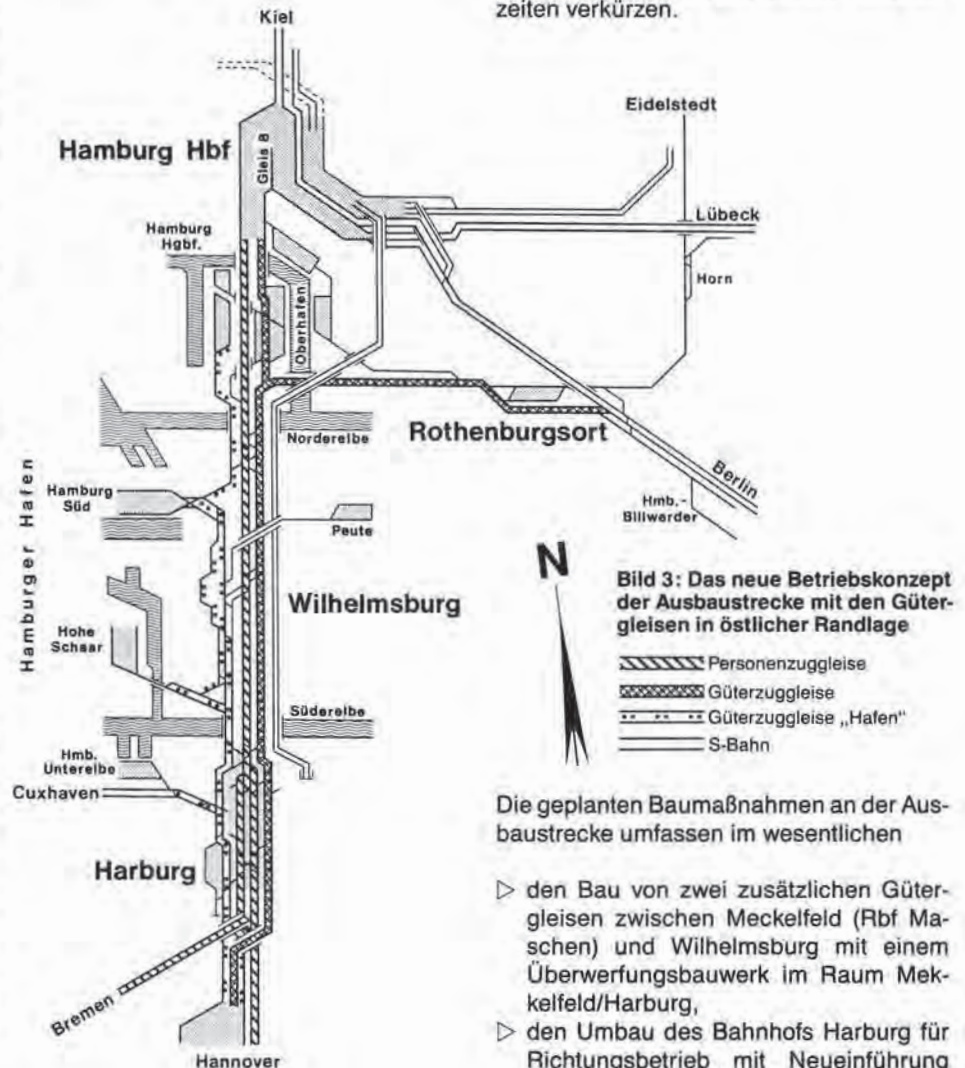 zeiten verkürzen.
Kiel
Eidelstedt
Hamburg Hbf
Gleis 8
Lübeck
Hamburg
Hgbf.
Horn
Oberhafen
Norderelbe
Rothenburgsort
Berlin
Hamburger Hafen
Hamburg
Süd
Hmb.-
Billwerder
Peute
N
Wilhelmsburg
Hohe
Schaar
Süderelbe
Hmb.
Unterelbe
Cuxhaven
Harburg
Bremen
Hannover
Bild 3: Das neue Betriebskonzept
der Ausbaustrecke mit den Güter-
gleisen in östlicher Randlage
Personenzuggleise
Güterzuggleise
Güterzuggleise „Hafen"
S-Bahn
Die geplanten Baumaßnahmen an der Aus-
baustrecke umfassen im wesentlichen
▷ den Bau von zwei zusätzlichen Güter-
gleisen zwischen Meckelfeld (Rbf Ma-
schen) und Wilhelmsburg mit einem
Überwerfungsbauwerk im Raum Mek-
kelfeld/Harburg,
▷ den Umbau des Bahnhofs Harburg für
Richtungsbetrieb mit Neueinführung